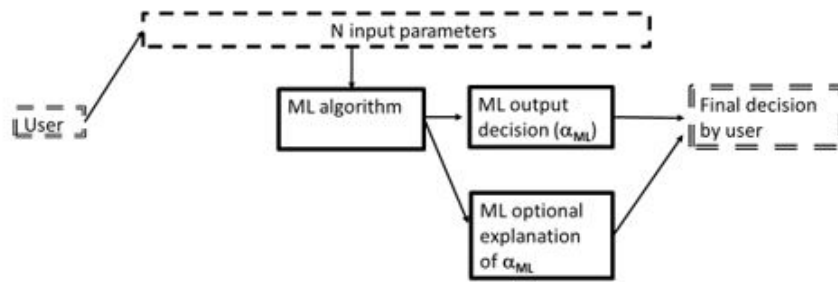 N input parameters
User
ML algorithm
ML output
decision (αML)
Final decision
by user
ML optional
explanation
of αML